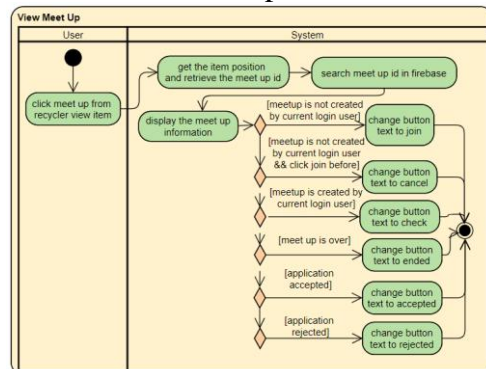 View Meet Up
User
System
get the item position
and retrieve the meet up id
search meet up id in firebase
click meet up from
recycler view item
display the meet up
information
[meetup is not created
by current login user]
change button
text to join
[meetup is not created
by current login user
&& click join before]
change button
text to cancel
[meetup is created by
current login user]
change button
text to check
[meet up is over]
change button
text to ended
[application
accepted]
change button
text to accepted
[application
rejected]
change button
text to rejected